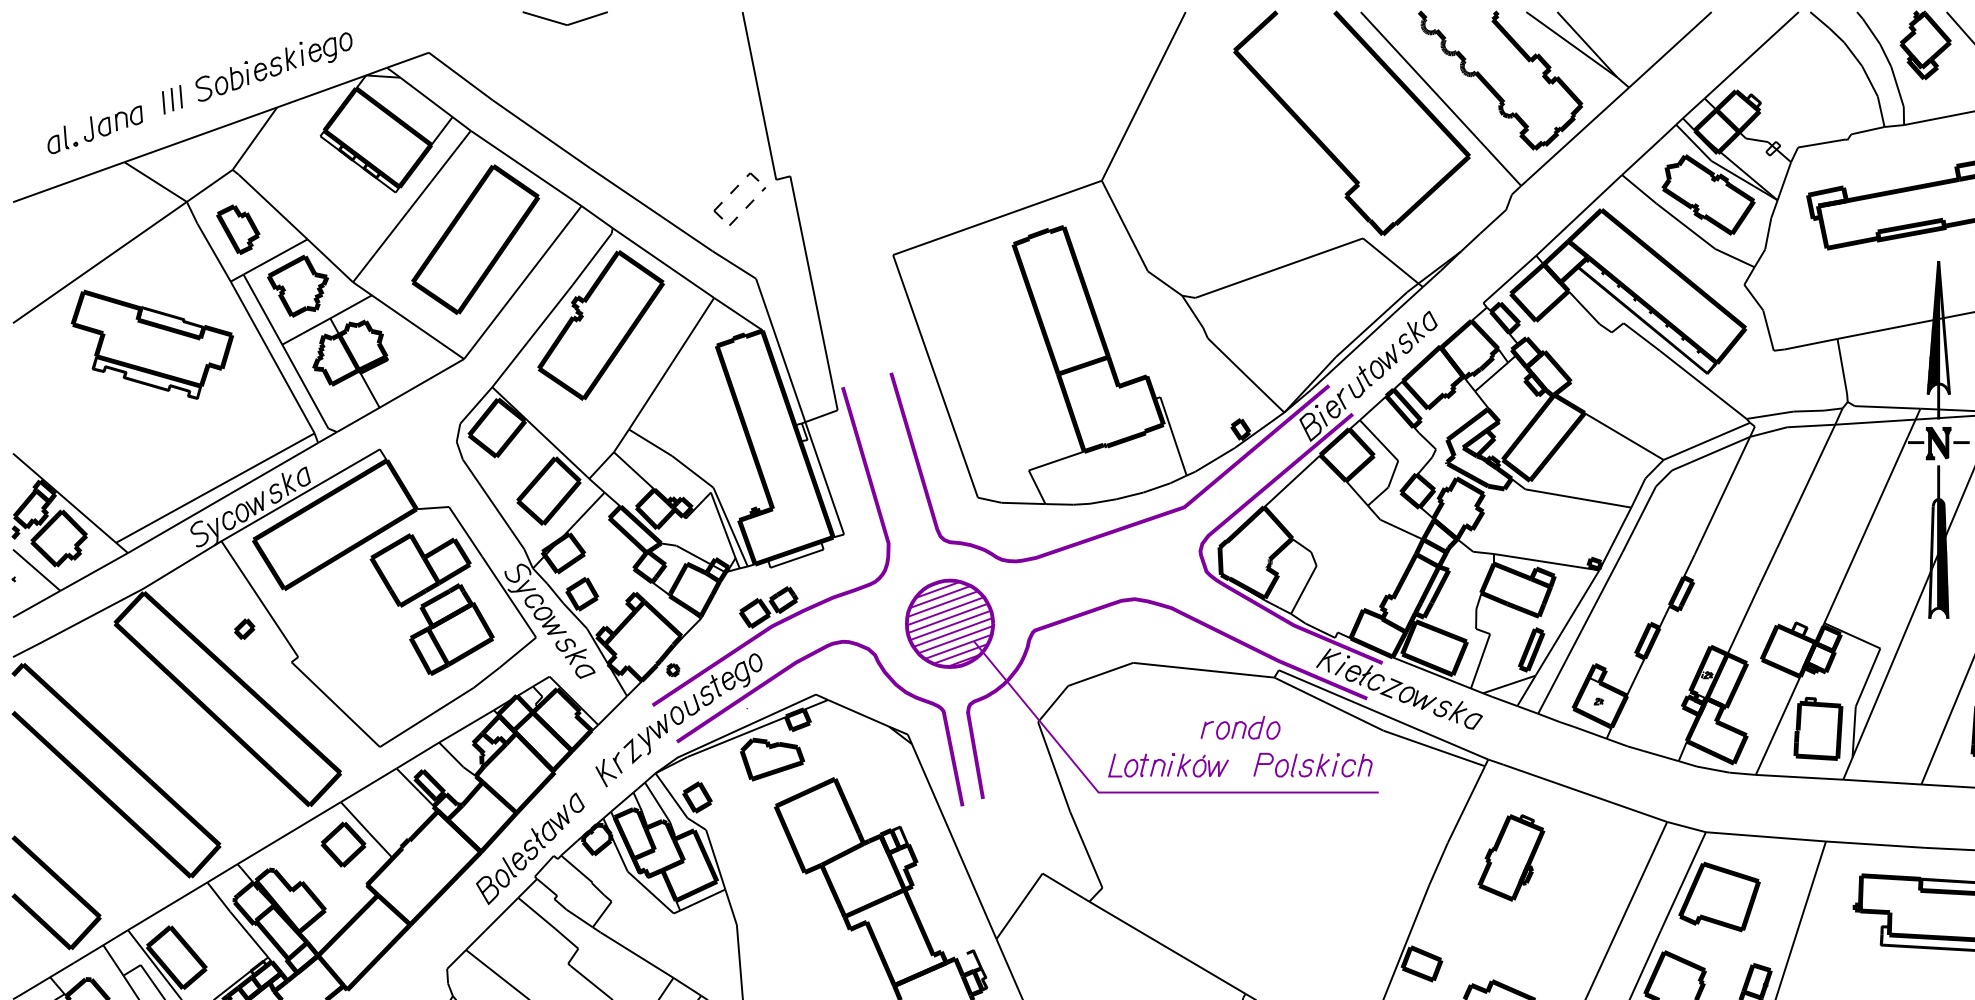 al. Jana III Sobieskiego
Bierutowska
N
Sycowska
Sycowska
Kiełczowska
Bolesława Krzywoustego
rondo
Lotników Polskich